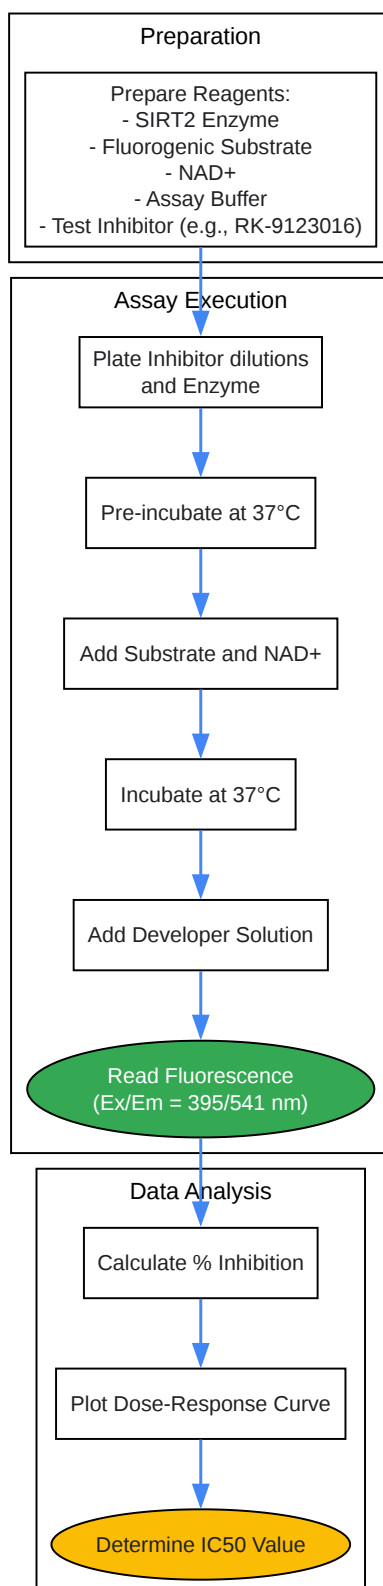 Preparation
Prepare Reagents:
- SIRT2 Enzyme
- Fluorogenic Substrate
- NAD+
- Assay Buffer
- Test Inhibitor (e.g., RK-9123016)
Assay Execution
Plate Inhibitor dilutions
and Enzyme
Pre-incubate at 37°C
Add Substrate and NAD+
Incubate at 37°C
Add Developer Solution
Read Fluorescence
(Ex/Em = 395/541 nm)
Data Analysis
Calculate % Inhibition
Plot Dose-Response Curve
Determine IC50 Value